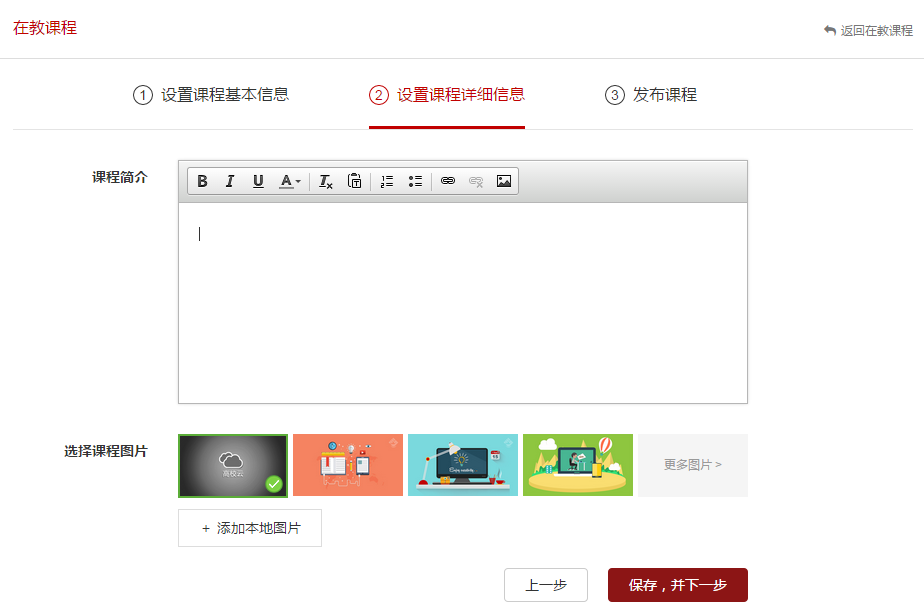 在教课程
返回在教课程
① 设置课程基本信息
② 设置课程详细信息
③ 发布课程
课程简介
B I U A Tx
选择课程图片
高校云
更多图片 >
+ 添加本地图片
上一步
保存，并下一步